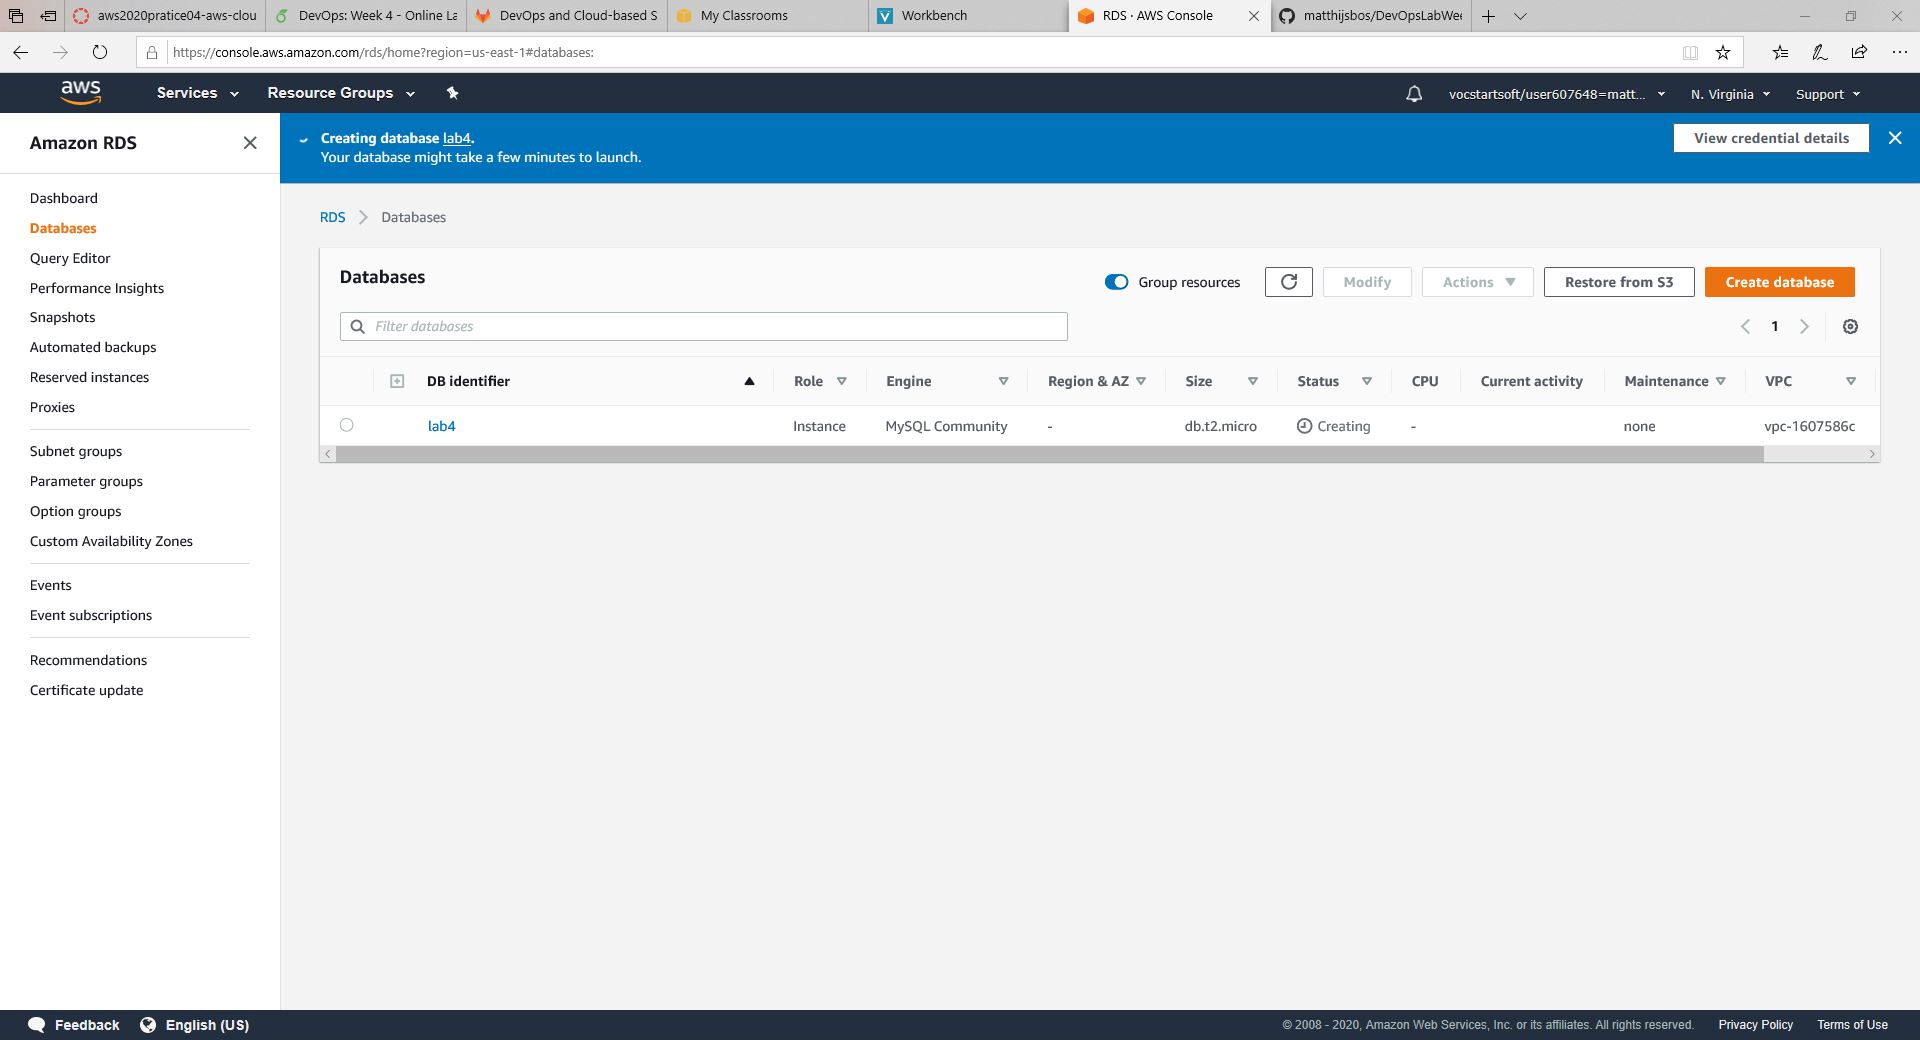 aws2020pratice04-aws-clou
DevOps: Week 4 - Online La
DevOps and Cloud-based S
My Classrooms
Workbench
RDS · AWS Console
matthijsbos/DevOpsLabWee
https://console.aws.amazon.com/rds/home?region=us-east-1#databases:
aws
Services
Resource Groups
vocstartsoft/user607648=matt...
N. Virginia
Support
Amazon RDS
Dashboard
Databases
Query Editor
Performance Insights
Snapshots
Automated backups
Reserved instances
Proxies
Subnet groups
Parameter groups
Option groups
Custom Availability Zones
Events
Event subscriptions
Recommendations
Certificate update
Creating database lab4.
Your database might take a few minutes to launch.
View credential details
RDS Databases
Databases
Group resources
Modify
Actions
Restore from S3
Create database
Filter databases
1
DB identifier Role Engine Region & AZ Size Status CPU Current activity Maintenance VPC
lab4 Instance MySQL Community - db.t2.micro Creating - none vpc-1607586c
Feedback
English (US)
© 2008 - 2020, Amazon Web Services, Inc. or its affiliates. All rights reserved.
Privacy Policy
Terms of Use